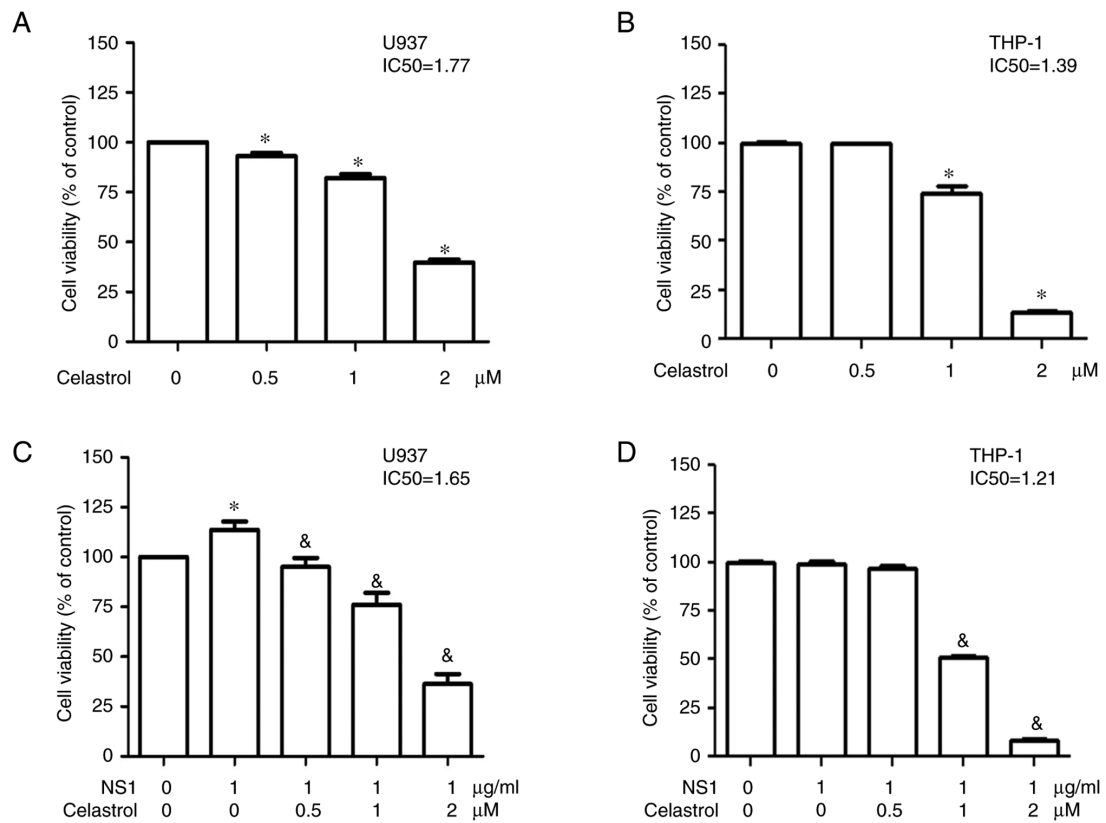 A
U937
IC50=1.77
Cell viability (% of control)
150
125
100
75
50
25
0
* * *
Celastrol 0 0.5 1 2 μM
B
THP-1
IC50=1.39
Cell viability (% of control)
150
125
100
75
50
25
0
* *
Celastrol 0 0.5 1 2 μM
C
U937
IC50=1.65
Cell viability (% of control)
150
125
100
75
50
25
0
* & & &
NS1 0 1 1 1 1 μg/ml
Celastrol 0 0 0.5 1 2 μM
D
THP-1
IC50=1.21
Cell viability (% of control)
150
125
100
75
50
25
0
& &
NS1 0 1 1 1 1 μg/ml
Celastrol 0 0 0.5 1 2 μM